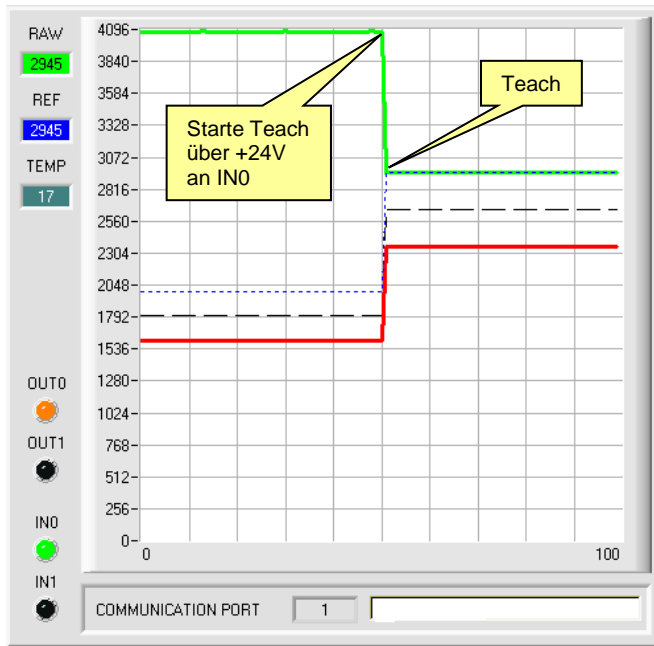 RAW
2945
REF
2945
TEMP
17
OUT0
OUT1
IN0
IN1
4096
3840
3584
3328
3072
2816
2560
2304
2048
1792
1536
1280
1024
768
512
256
0
0
100
Starte Teach
über +24V
an IN0
Teach
COMMUNICATION PORT 1